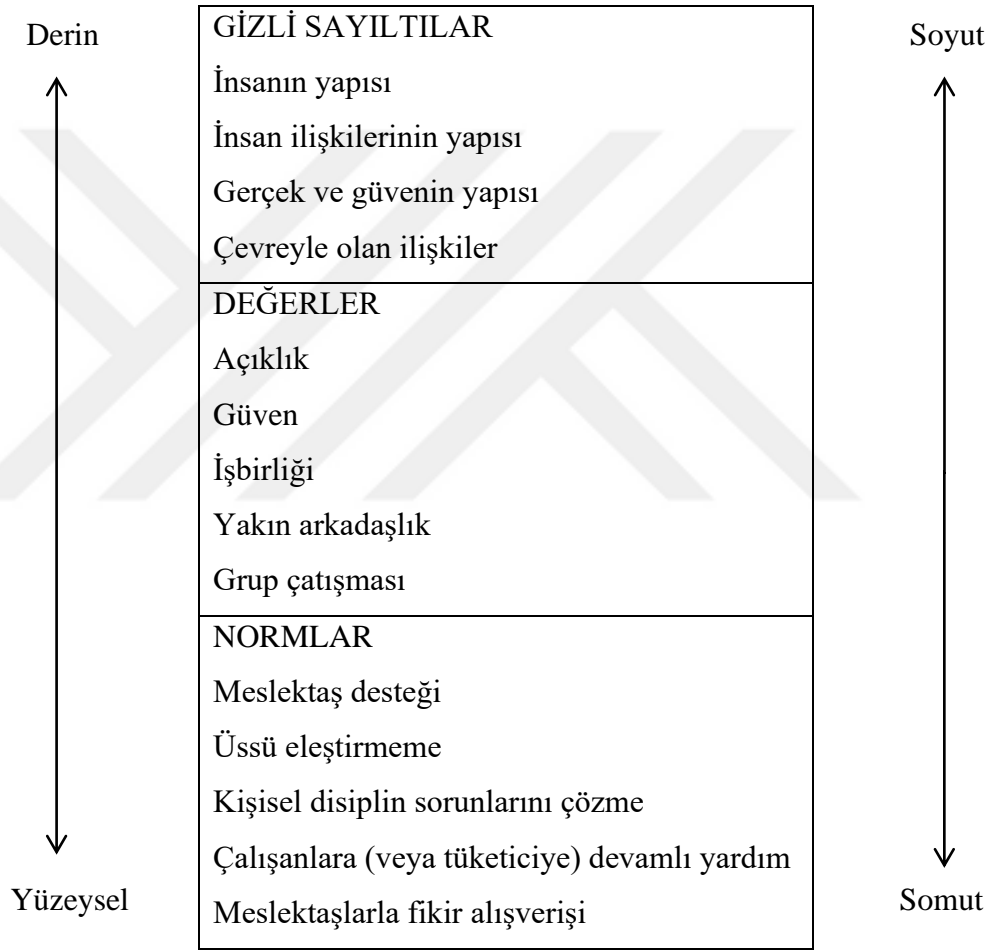 Derin
Yüzeysel
GİZLİ SAYILTILAR
İnsanın yapısı
İnsan ilişkilerinin yapısı
Gerçek ve güvenin yapısı
Çevreyle olan ilişkiler
DEĞERLER
Açıklık
Güven
İşbirliği
Yakın arkadaşlık
Grup çatışması
NORMLAR
Meslektaş desteği
Üssü eleştirmeme
Kişisel disiplin sorunlarını çözme
Çalışanlara (veya tüketiciye) devamlı yardım
Meslektaşlarla fikir alışverişi
Soyut
Somut